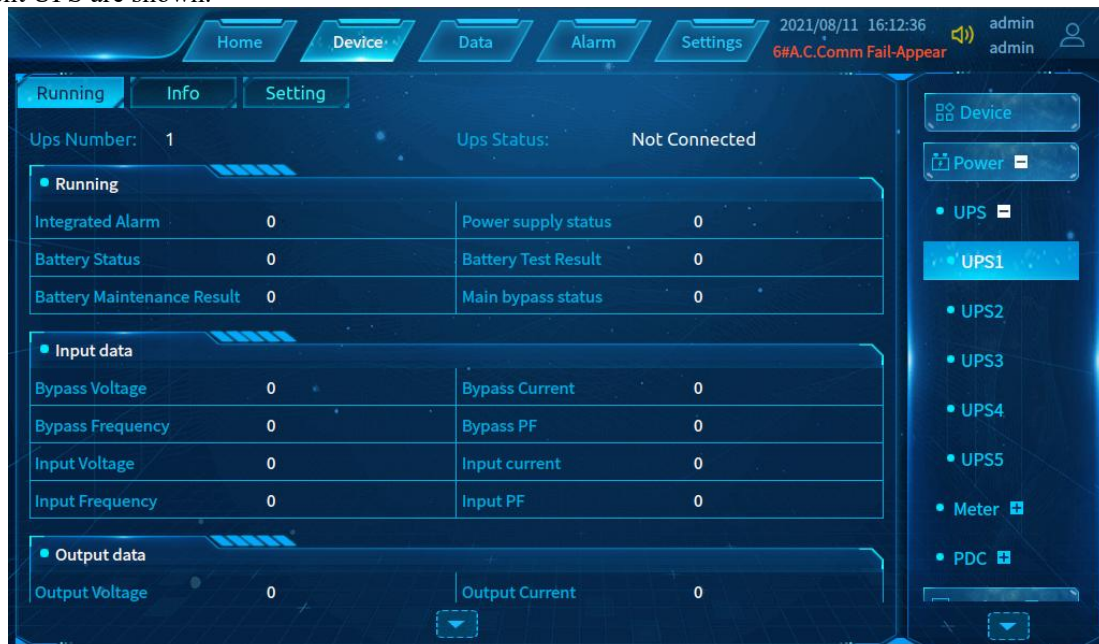 ent UPS are shown.
Home Device Data Alarm Settings 2021/08/11 16:12:36 admin
6#A.C.Comm Fail-Appear admin
Running Info Setting
Ups Number: 1 Ups Status: Not Connected
Running
Integrated Alarm 0 Power supply status 0
Battery Status 0 Battery Test Result 0
Battery Maintenance Result 0 Main bypass status 0
Input data
Bypass Voltage 0 Bypass Current 0
Bypass Frequency 0 Bypass PF 0
Input Voltage 0 Input current 0
Input Frequency 0 Input PF 0
Output data
Output Voltage 0 Output Current 0
Device
Power
UPS
UPS1
UPS2
UPS3
UPS4
UPS5
Meter
PDC